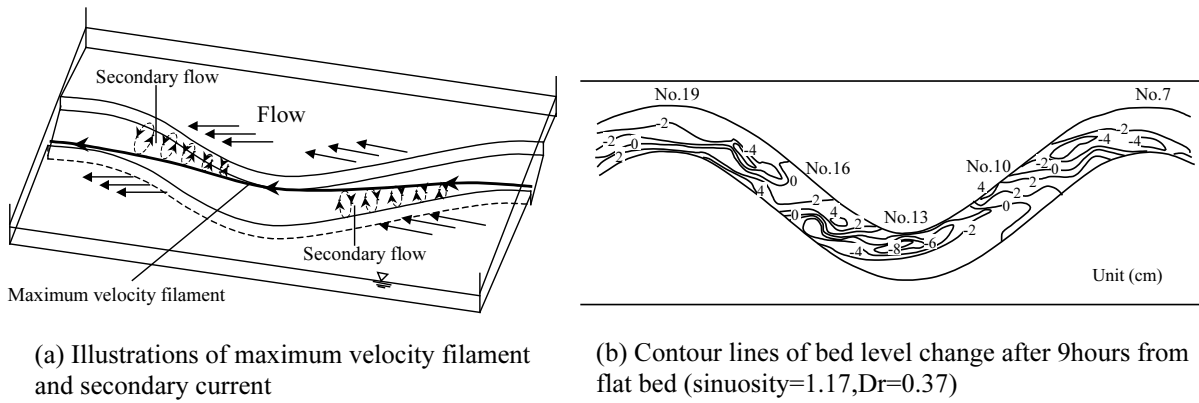 Secondary flow
Flow
Secondary flow
Maximum velocity filament
(a) Illustrations of maximum velocity filament
and secondary current
No.19
No.7
-2
2
-2
0
2
-4
No.16
0
4
No.10
-2
0
2
-4
4
2
0
2
4
2
No.13
0
2
-2
-4
-8
-6
Unit (cm)
(b) Contour lines of bed level change after 9hours from
flat bed (sinuosity=1.17,Dr=0.37)